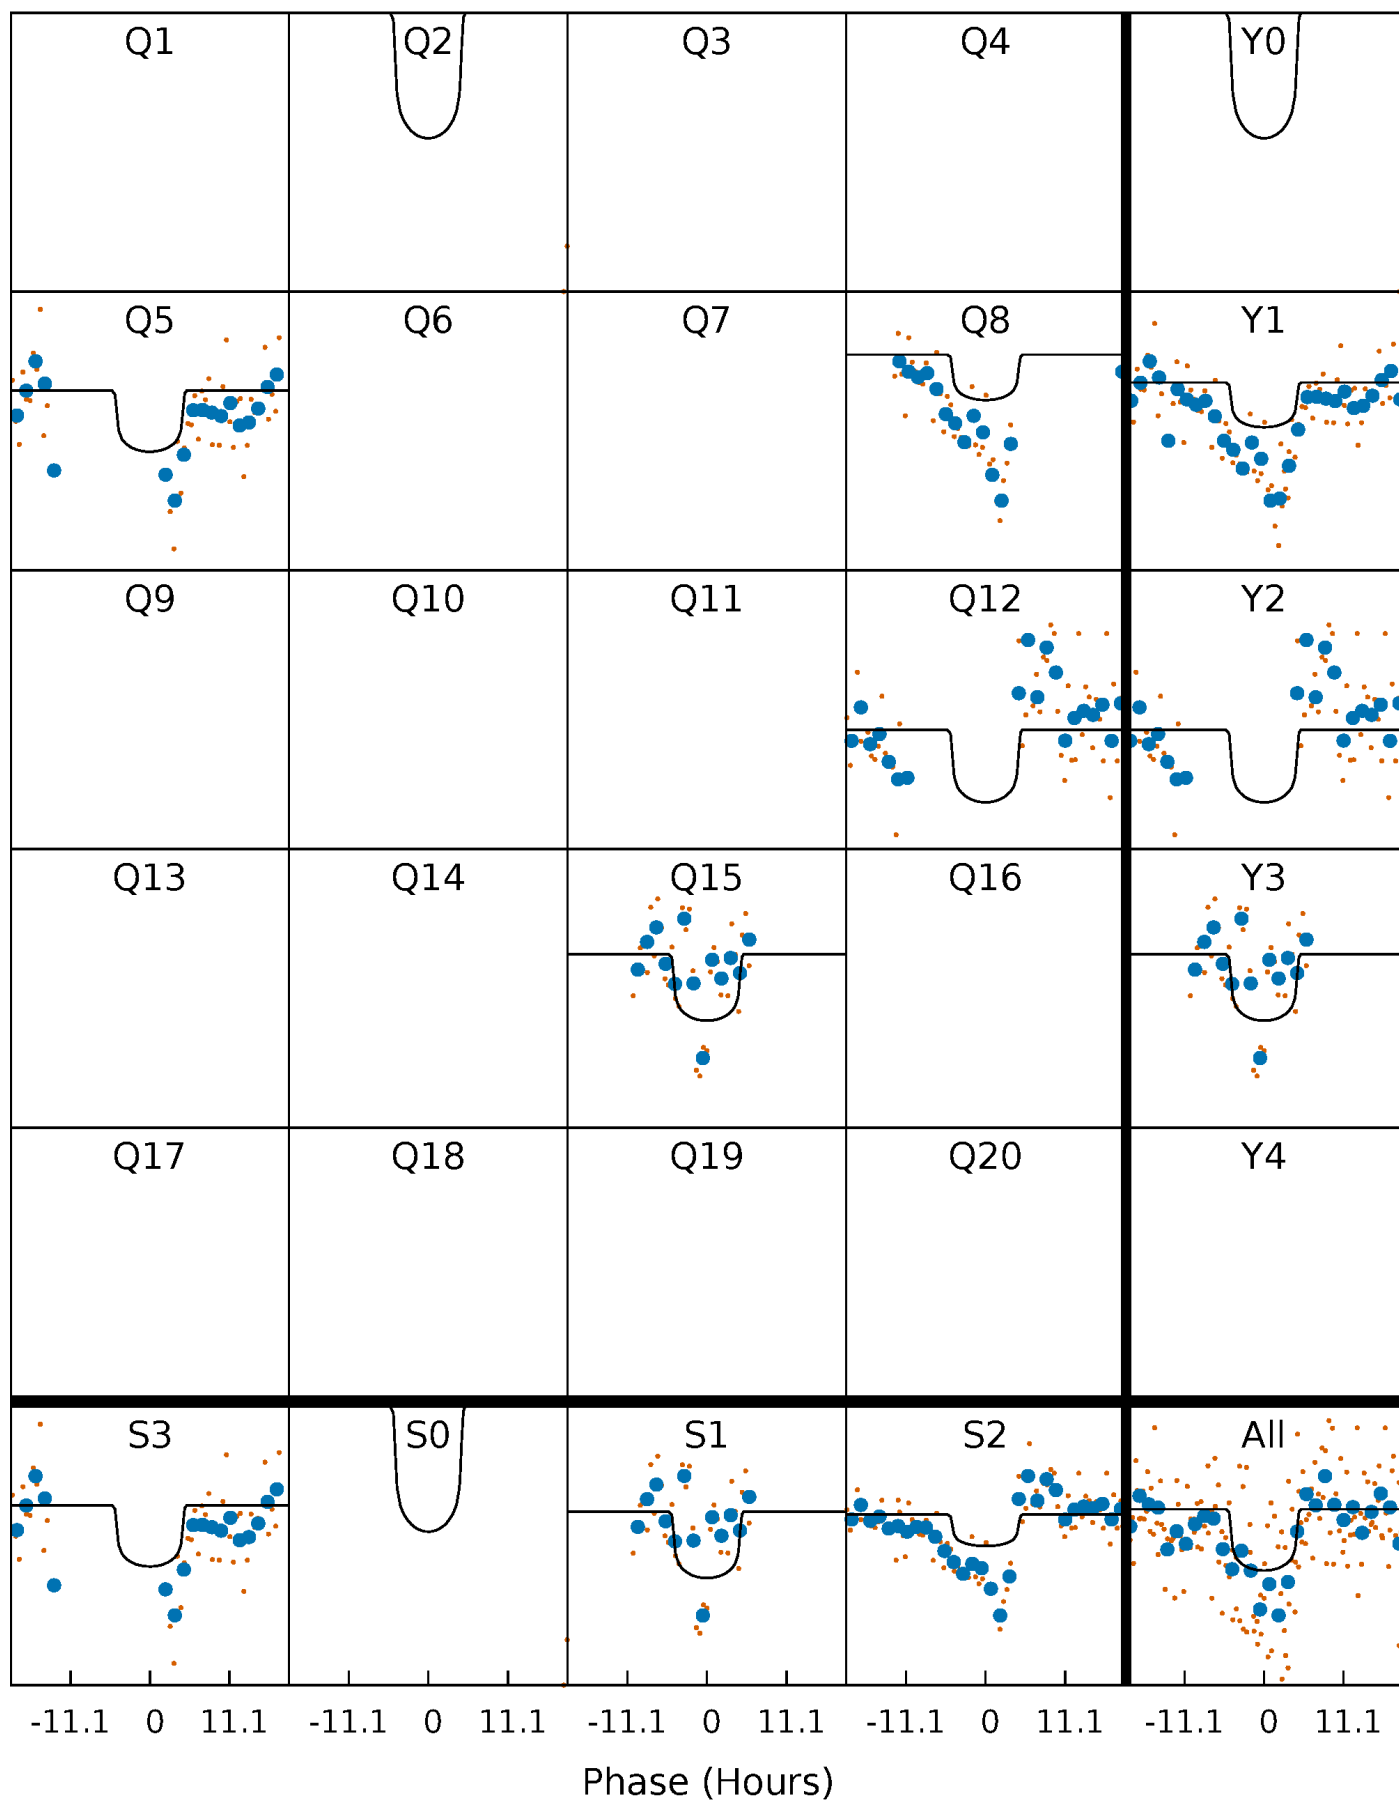 Q1 Q2 Q3 Q4 Y0
Q5 Q6 Q7 Q8 Y1
Q9 Q10 Q11 Q12 Y2
Q13 Q14 Q15 Q16 Y3
Q17 Q18 Q19 Q20 Y4
S3 S0 S1 S2 All
-11.1 0 11.1 -11.1 0 11.1 -11.1 0 11.1 -11.1 0 11.1 -11.1 0 11.1
Phase (Hours)